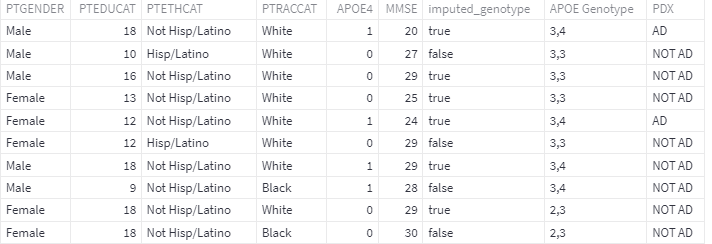 PTGENDER PTEDUCAT PTETHCAT PTRACCAT APOE4 MMSE imputed_genotype APOE Genotype PDX
Male 18 Not Hisp/Latino White 1 20 true 3,4 AD
Male 10 Hisp/Latino White 0 27 false 3,3 NOT AD
Male 16 Not Hisp/Latino White 0 29 true 3,3 NOT AD
Female 13 Not Hisp/Latino White 0 25 true 3,3 NOT AD
Female 12 Not Hisp/Latino White 1 24 true 3,4 AD
Female 12 Hisp/Latino White 0 29 false 3,3 NOT AD
Male 18 Not Hisp/Latino White 1 29 true 3,4 NOT AD
Male 9 Not Hisp/Latino Black 1 28 false 3,4 NOT AD
Female 18 Not Hisp/Latino White 0 29 true 2,3 NOT AD
Female 18 Not Hisp/Latino Black 0 30 false 2,3 NOT AD